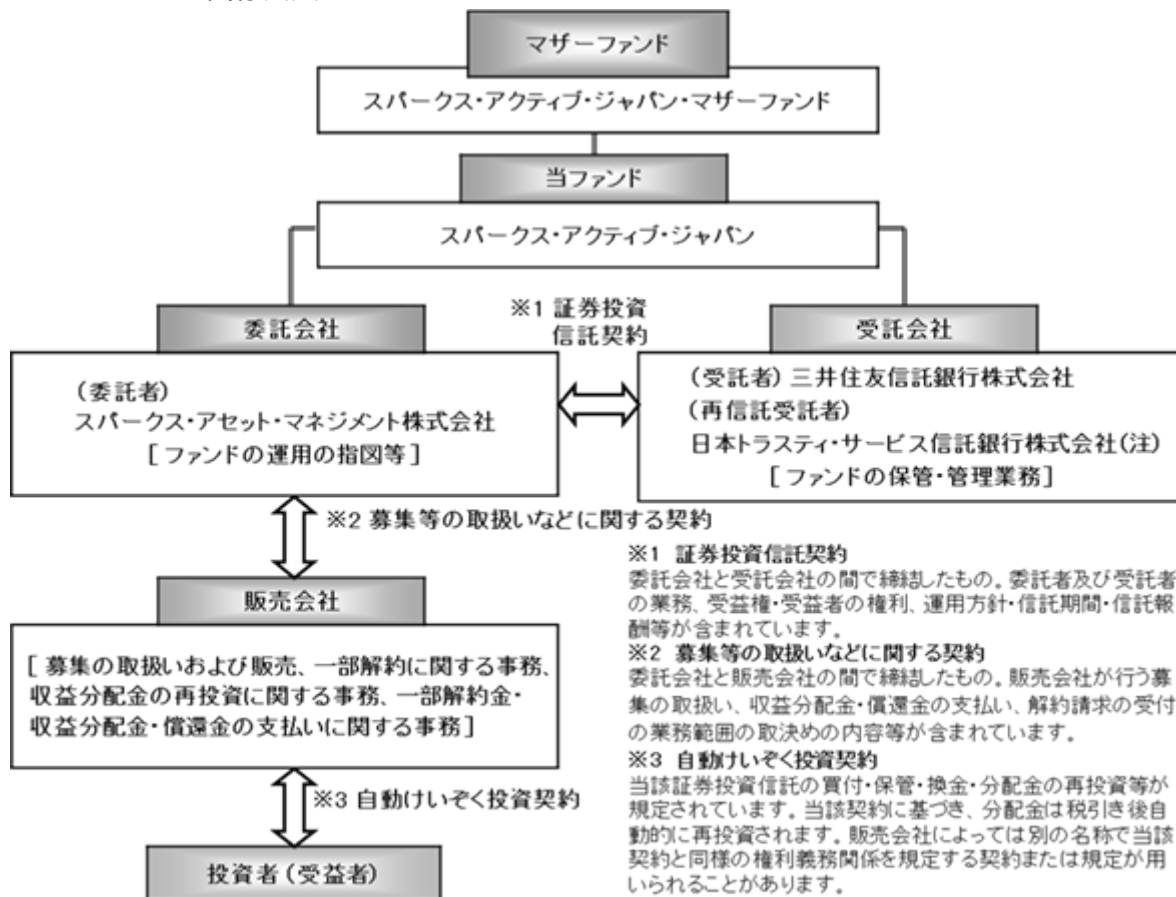 マザーファンド
スパークス・アクティブ・ジャパン・マザーファンド
当ファンド
スパークス・アクティブ・ジャパン
委託会社
(委託者)
スパークス・アセット・マネジメント株式会社
[ファンドの運用の指図等]
※1 証券投資
信託契約
受託会社
(受託者) 三井住友信託銀行株式会社
(再信託受託者)
日本トラスティ・サービス信託銀行株式会社(注)
[ファンドの保管・管理業務]
※2 募集等の取扱いなどに関する契約
販売会社
[募集の取扱いおよび販売、一部解約に関する事務、
収益分配金の再投資に関する事務、一部解約金・
収益分配金・償還金の支払いに関する事務]
※3 自動けいぞく投資契約
投資者(受益者)
※1 証券投資信託契約
委託会社と受託会社の間で締結したもの。委託者及び受託者
の業務、受益権・受益者の権利、運用方針・信託期間・信託報
酬等が含まれています。
※2 募集等の取扱いなどに関する契約
委託会社と販売会社の間で締結したもの。販売会社が行う募
集の取扱い、収益分配金・償還金の支払い、解約請求の受付
の業務範囲の取決めの内容等が含まれています。
※3 自動けいぞく投資契約
当該証券投資信託の買付・保管・換金・分配金の再投資等が
規定されています。当該契約に基づき、分配金は税引き後自
動的に再投資されます。販売会社によっては別の名称で当該
契約と同様の権利義務関係を規定する契約または規定が用
いられることがあります。